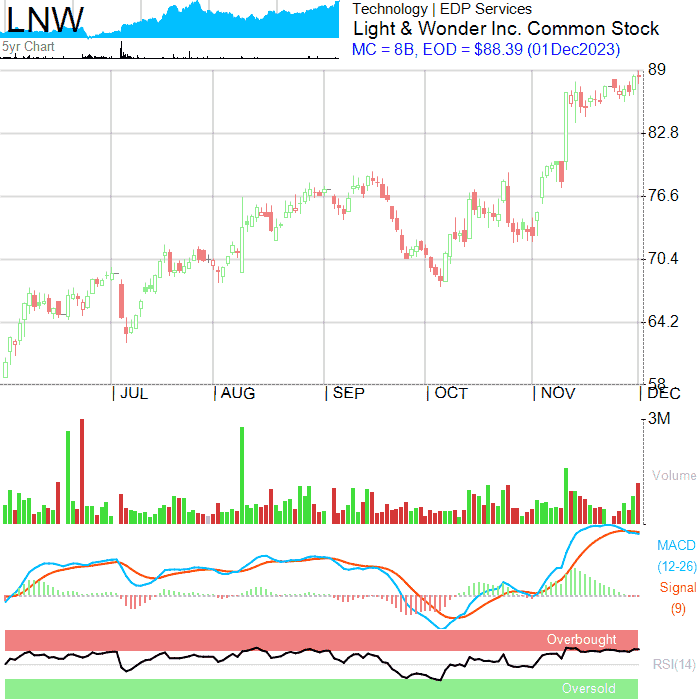 LNW
5yr Chart
Technology | EDP Services
Light & Wonder Inc. Common Stock
MC = 8B, EOD = $88.39 (01Dec2023)
89
82.8
76.6
70.4
64.2
58
| JUL | AUG | SEP | OCT | NOV | DEC
3M
Volume
MACD
(12-26)
Signal
(9)
Overbought
RSI(14)
Oversold